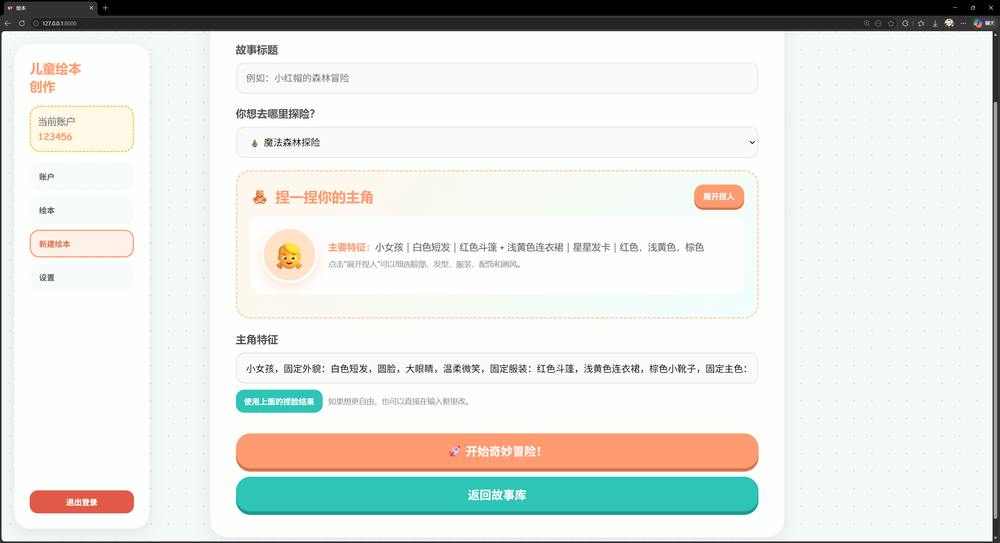 绘本
127.0.0.1:8000
聊天
儿童绘本
创作
当前账户
123456
账户
绘本
新建绘本
设置
退出登录
故事标题
例如：小红帽的森林冒险
你想去哪里探险？
魔法森林探险
捏一捏你的主角
展开捏人
主要特征：小女孩 | 白色短发 | 红色斗篷 + 浅黄色连衣裙 | 星星发卡 | 红色，浅黄色，棕色
点击“展开捏人”可以细选脸部、发型、服装、配饰和画风。
主角特征
小女孩，固定外貌：白色短发，圆脸，大眼睛，温柔微笑，固定服装：红色斗篷，浅黄色连衣裙，棕色小靴子，固定主色：
使用上面的捏脸结果
如果想更自由，也可以直接在输入框里改。
开始奇妙冒险！
返回故事库